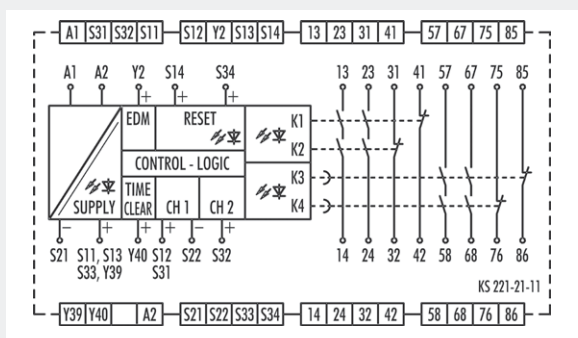 A1 S31 S32 S11 S12 Y2 S13 S14 13 23 31 41 57 67 75 85
A1 A2 Y2 S14 S34 13 23 31 41 57 67 75 85
+ + +
EDM RESET K1
K2
CONTROL - LOGIC
K3
TIME
SUPPLY CLEAR CH 1 CH 2 K4
− + + + − +
S21 S11, S13 Y40 S12 S22 S32 14 24 32 42 58 68 76 86
S33, Y39 S31
KS 221-21-11
Y39 Y40 A2 S21 S22 S33 S34 14 24 32 42 58 68 76 86